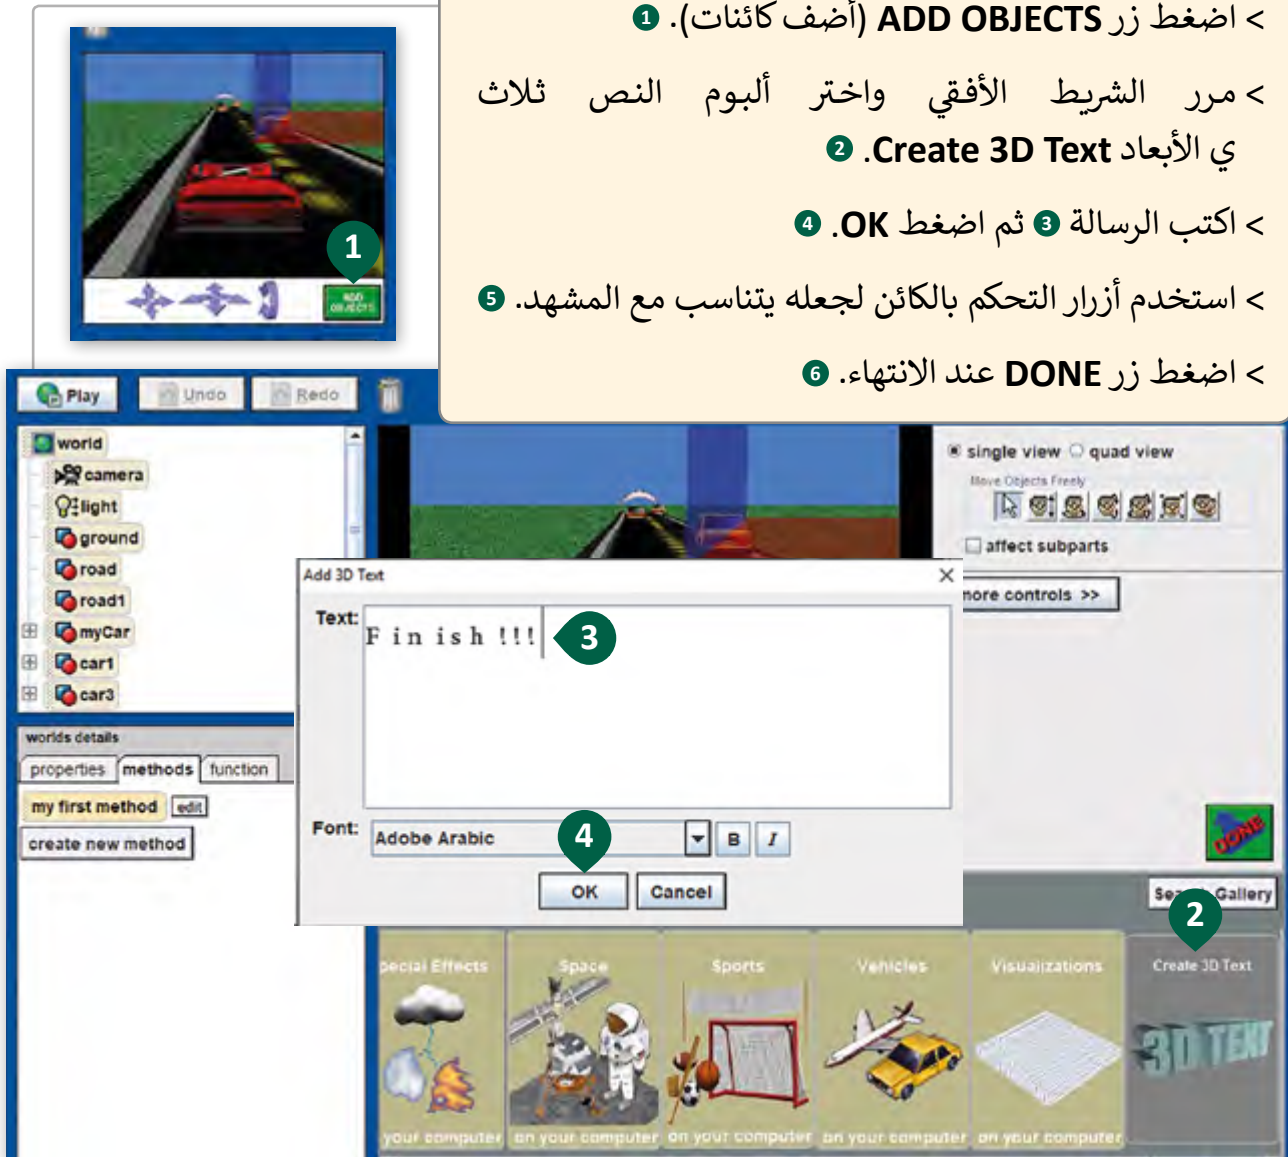 > اضغط زر ADD OBJECTS (أضف كائنات). 1
> مرر الشريط الأفقي واختر ألبوم النص ثلاث
ي الأبعاد Create 3D Text. 2
> اكتب الرسالة 3 ثم اضغط OK. 4
> استخدم أزرار التحكم بالكائن لجعله يتناسب مع المشهد. 5
> اضغط زر DONE عند الانتهاء. 6
1
ADD
OBJECTS
Play
Undo
Redo
world
camera
light
ground
road
road1
myCar
car1
car3
single view quad view
Move Objects Freely
affect subparts
more controls >>
Add 3D Text
Text:
Finish!!!
3
Font:
Adobe Arabic
B I
4
OK Cancel
worlds details
properties methods function
my first method edit
create new method
DONE
Gallery
2
pecial Effects
your computer
Space
on your computer
Sports
on your computer
Vehicles
on your computer
Visualizations
on your computer
Create 3D Text
3D TEXT